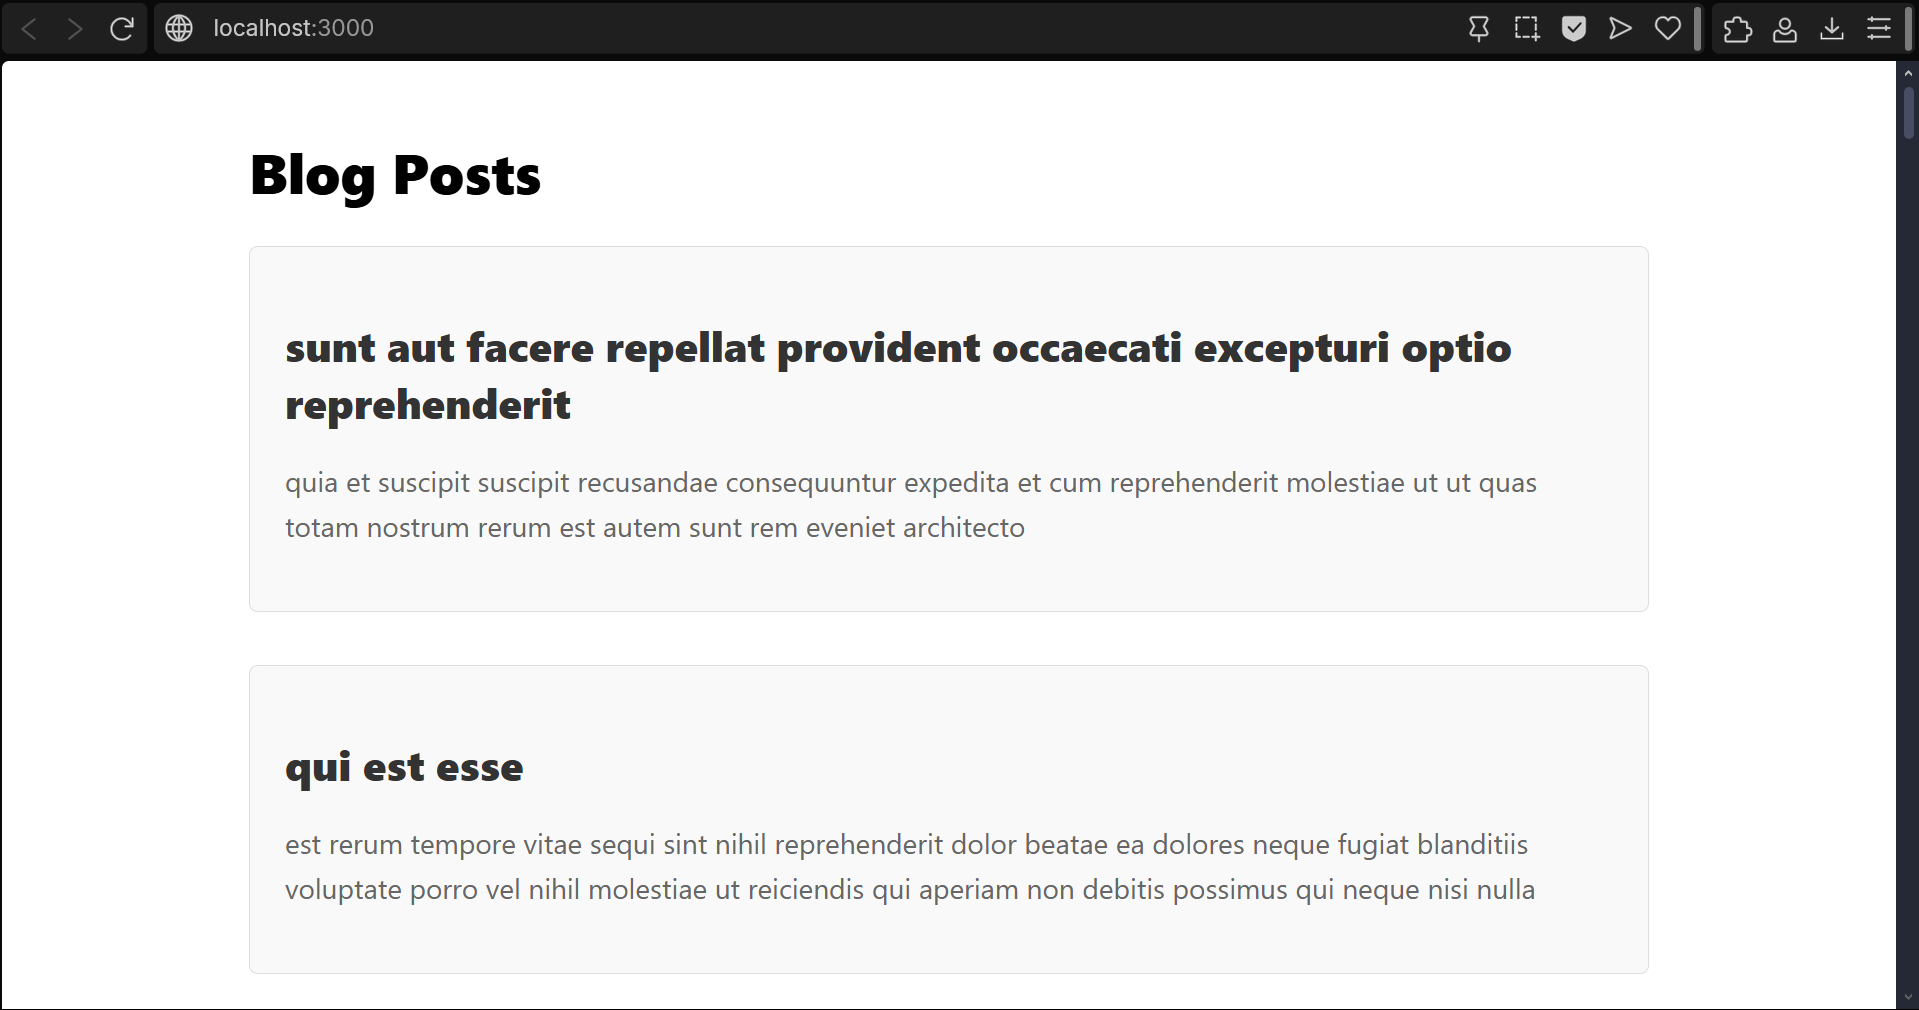 localhost:3000
Blog Posts
sunt aut facere repellat provident occaecati excepturi optio
reprehenderit
quia et suscipit suscipit recusandae consequuntur expedita et cum reprehenderit molestiae ut ut quas
totam nostrum rerum est autem sunt rem eveniet architecto
qui est esse
est rerum tempore vitae sequi sint nihil reprehenderit dolor beatae ea dolores neque fugiat blanditiis
voluptate porro vel nihil molestiae ut reiciendis qui aperiam non debitis possimus qui neque nisi nulla